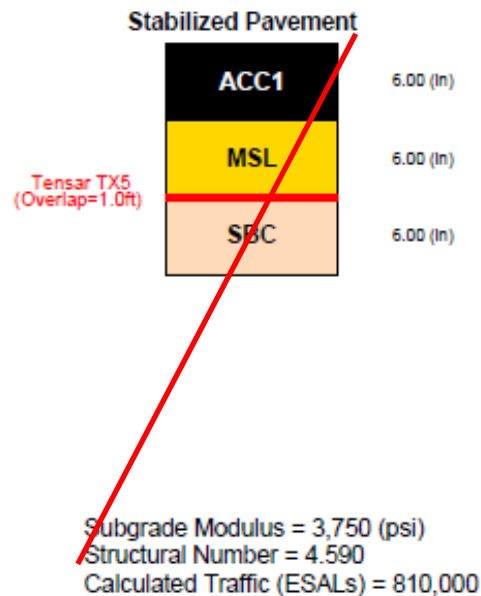 Stabilized Pavement
ACC1
6.00 (in)
MSL
6.00 (in)
Tensar TX5
(Overlap=1.0ft)
SBC
6.00 (in)
Subgrade Modulus = 3,750 (psi)
Structural Number = 4.590
Calculated Traffic (ESALs) = 810,000